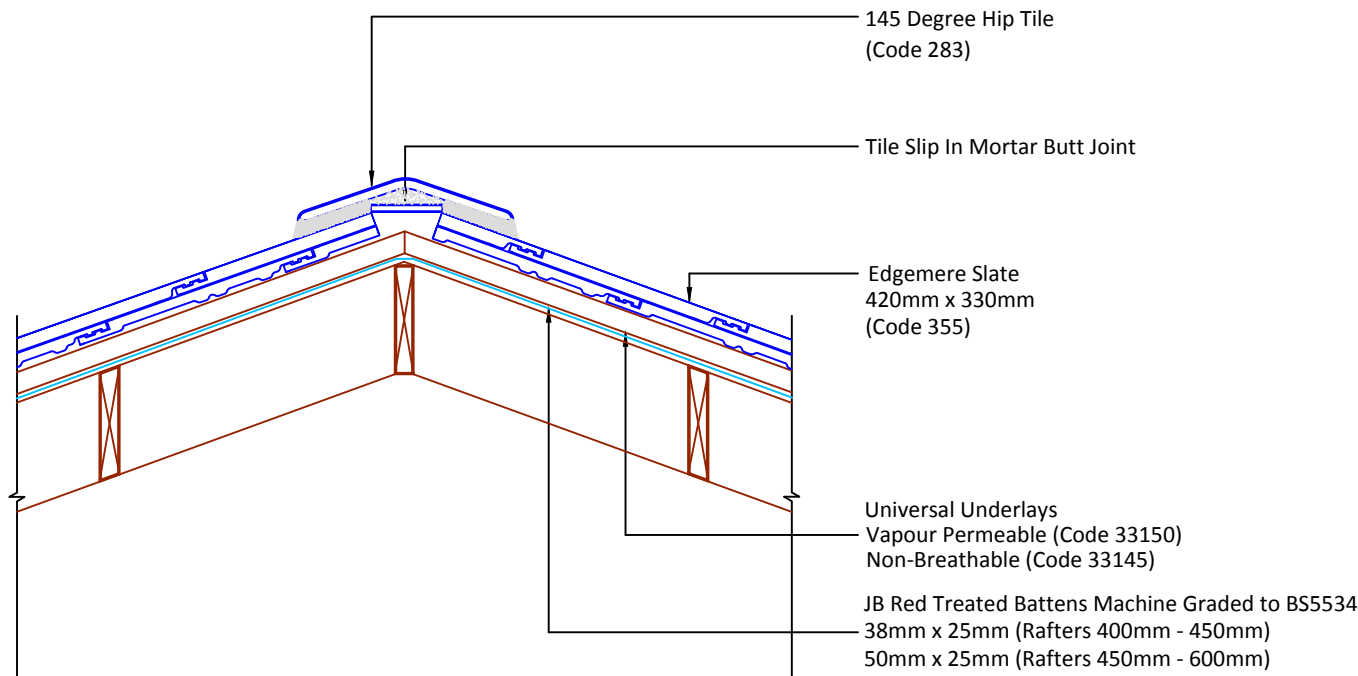 145 Degree Hip Tile
(Code 283)
Tile Slip In Mortar Butt Joint
Edgemere Slate
420mm x 330mm
(Code 355)
Universal Underlays
Vapour Permeable (Code 33150)
Non-Breathable (Code 33145)
JB Red Treated Battens Machine Graded to BS5534
38mm x 25mm (Rafters 400mm - 450mm)
50mm x 25mm (Rafters 450mm - 600mm)